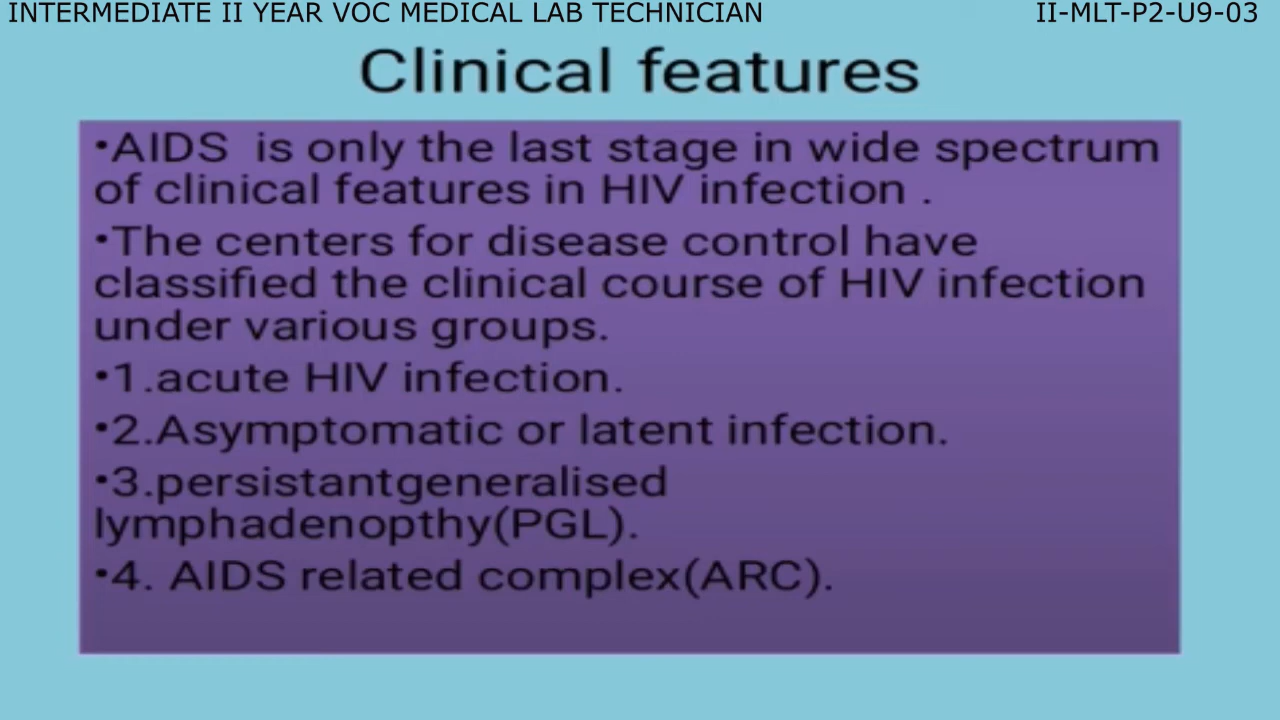 INTERMEDIATE II YEAR VOC MEDICAL LAB TECHNICIAN
II-MLT-P2-U9-03
Clinical features
•AIDS  is only the last stage in wide spectrum
of clinical features in HIV infection .
•The centers for disease control have
classified the clinical course of HIV infection
under various groups.
•1.acute HIV infection.
•2.Asymptomatic or latent infection.
•3.persistantgeneralised
lymphadenopthy(PGL).
•4. AIDS related complex(ARC).